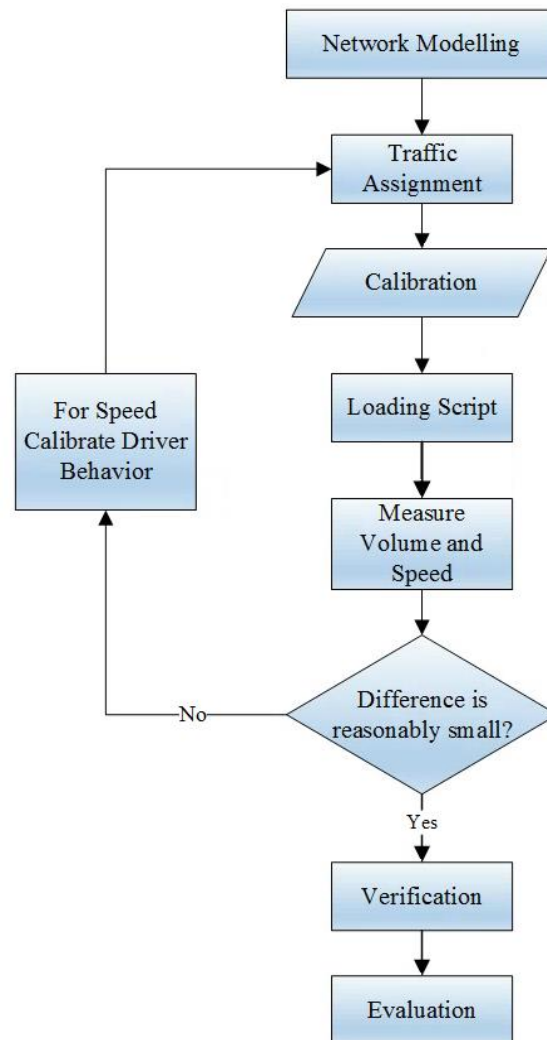 Network Modelling
Traffic
Assignment
Calibration
Loading Script
For Speed
Calibrate Driver
Behavior
Measure
Volume and
Speed
Difference is
reasonably small?
No
Yes
Verification
Evaluation